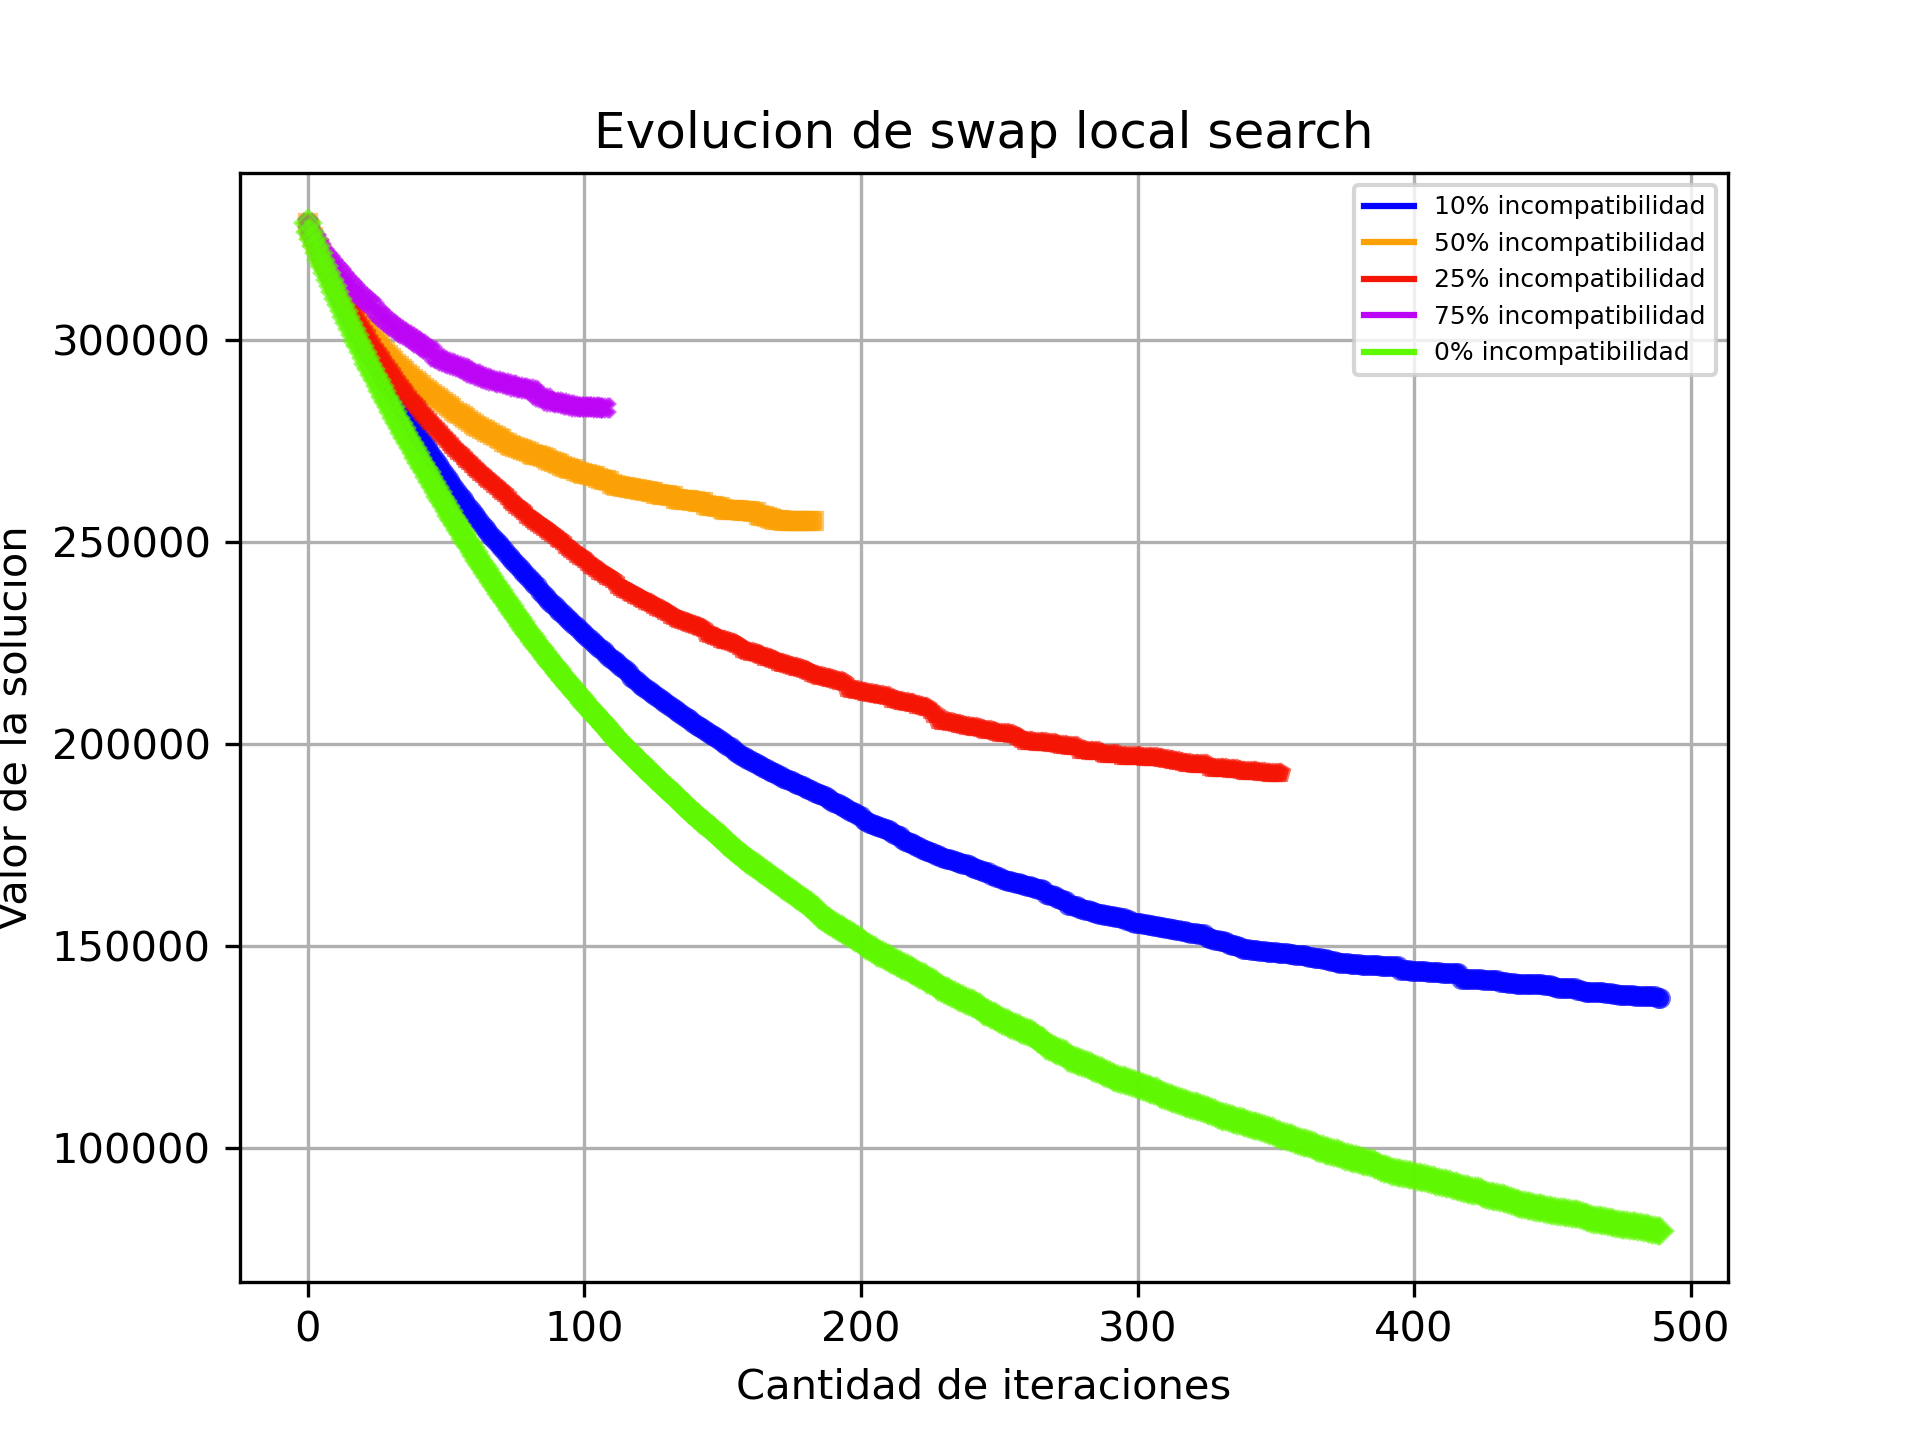 Evolucion de swap local search
10% incompatibilidad
50% incompatibilidad
25% incompatibilidad
75% incompatibilidad
0% incompatibilidad
Valor de la solucion
300000
250000
200000
150000
100000
0 100 200 300 400 500
Cantidad de iteraciones